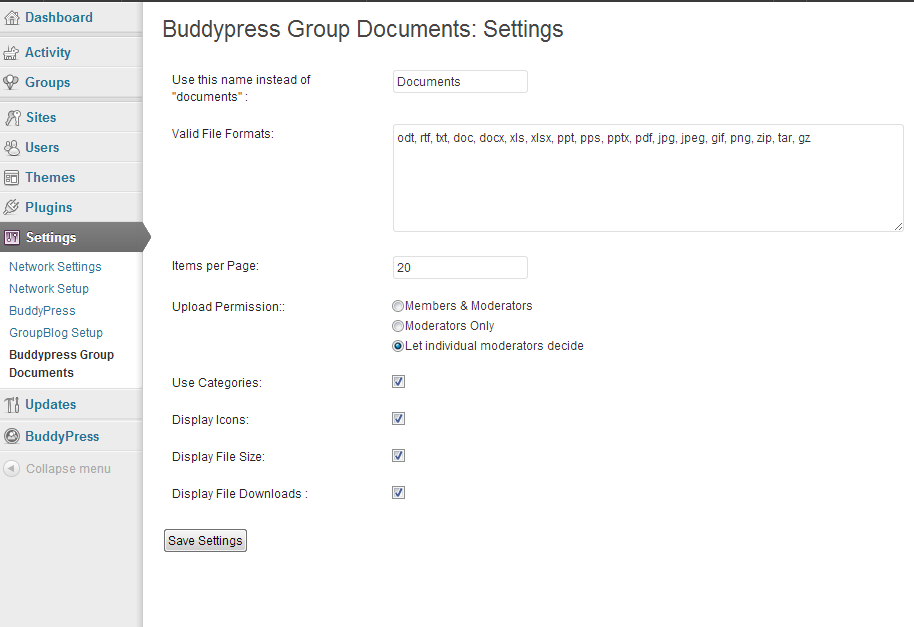 Dashboard
Activity
Groups
Sites
Users
Themes
Plugins
Settings
Network Settings
Network Setup
BuddyPress
GroupBlog Setup
Buddypress Group
Documents
Updates
BuddyPress
Collapse menu
Buddypress Group Documents: Settings
Use this name instead of
"documents" :
Documents
Valid File Formats:
odt, rtf, txt, doc, docx, xls, xlsx, ppt, pps, pptx, pdf, jpg, jpeg, gif, png, zip, tar, gz
Items per Page:
20
Upload Permission::
Members & Moderators
Moderators Only
Let individual moderators decide
Use Categories:
Display Icons:
Display File Size:
Display File Downloads :
Save Settings